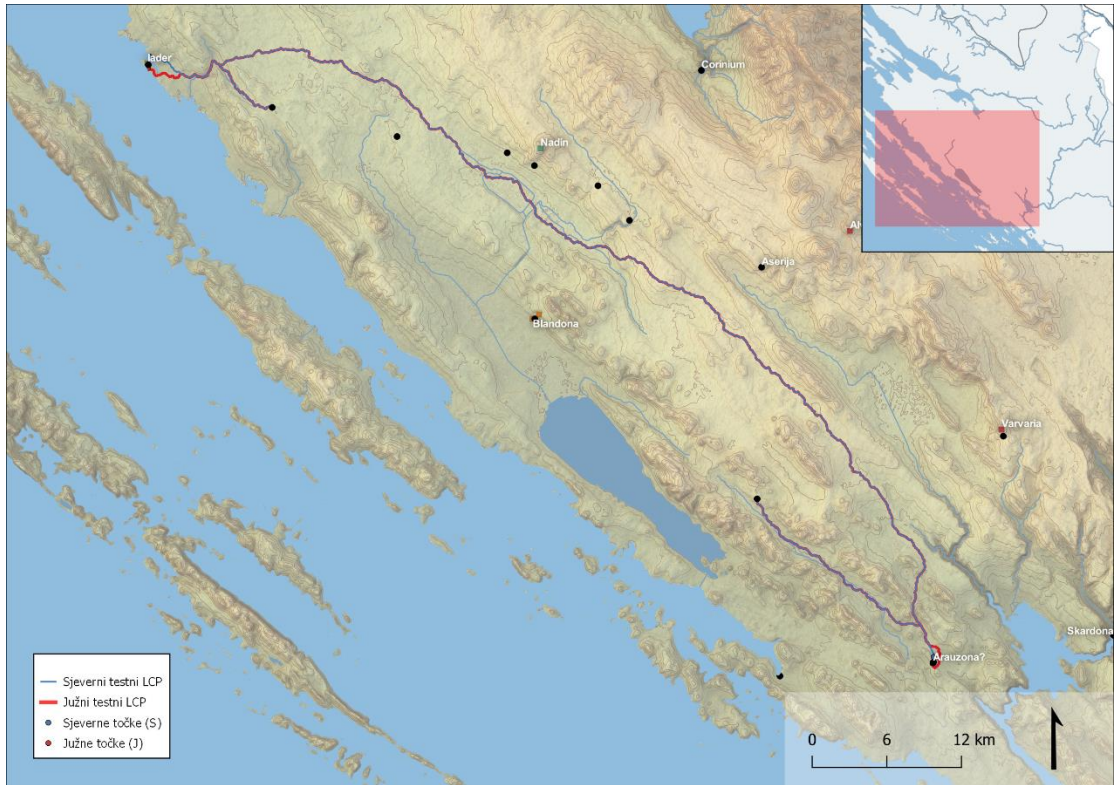 Iader
Corinium
Nadin
Aserija
Blandona
Varvaria
Skardona
Arauzona?
Sjeverni testni LCP
Južni testni LCP
Sjeverne točke (S)
Južne točke (J)
0 6 12 km